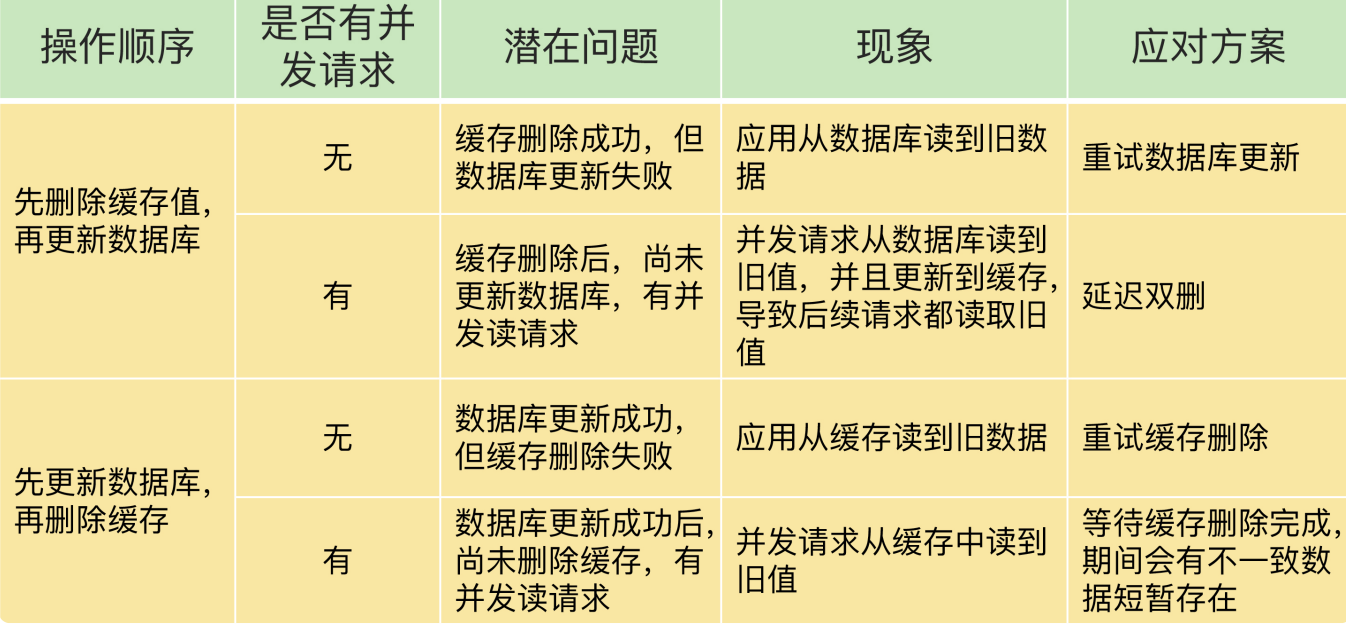 操作顺序
是否有并
发请求
潜在问题
现象
应对方案
先删除缓存值，
再更新数据库
无
缓存删除成功，但
数据库更新失败
应用从数据库读到旧数
据
重试数据库更新
有
缓存删除后，尚未
更新数据库，有并
发读请求
并发请求从数据库读到
旧值，并且更新到缓存，
导致后续请求都读取旧
值
延迟双删
先更新数据库，
再删除缓存
无
数据库更新成功，
但缓存删除失败
应用从缓存读到旧数据
重试缓存删除
有
数据库更新成功后，
尚未删除缓存，有
并发读请求
并发请求从缓存中读到
旧值
等待缓存删除完成，
期间会有不一致数
据短暂存在